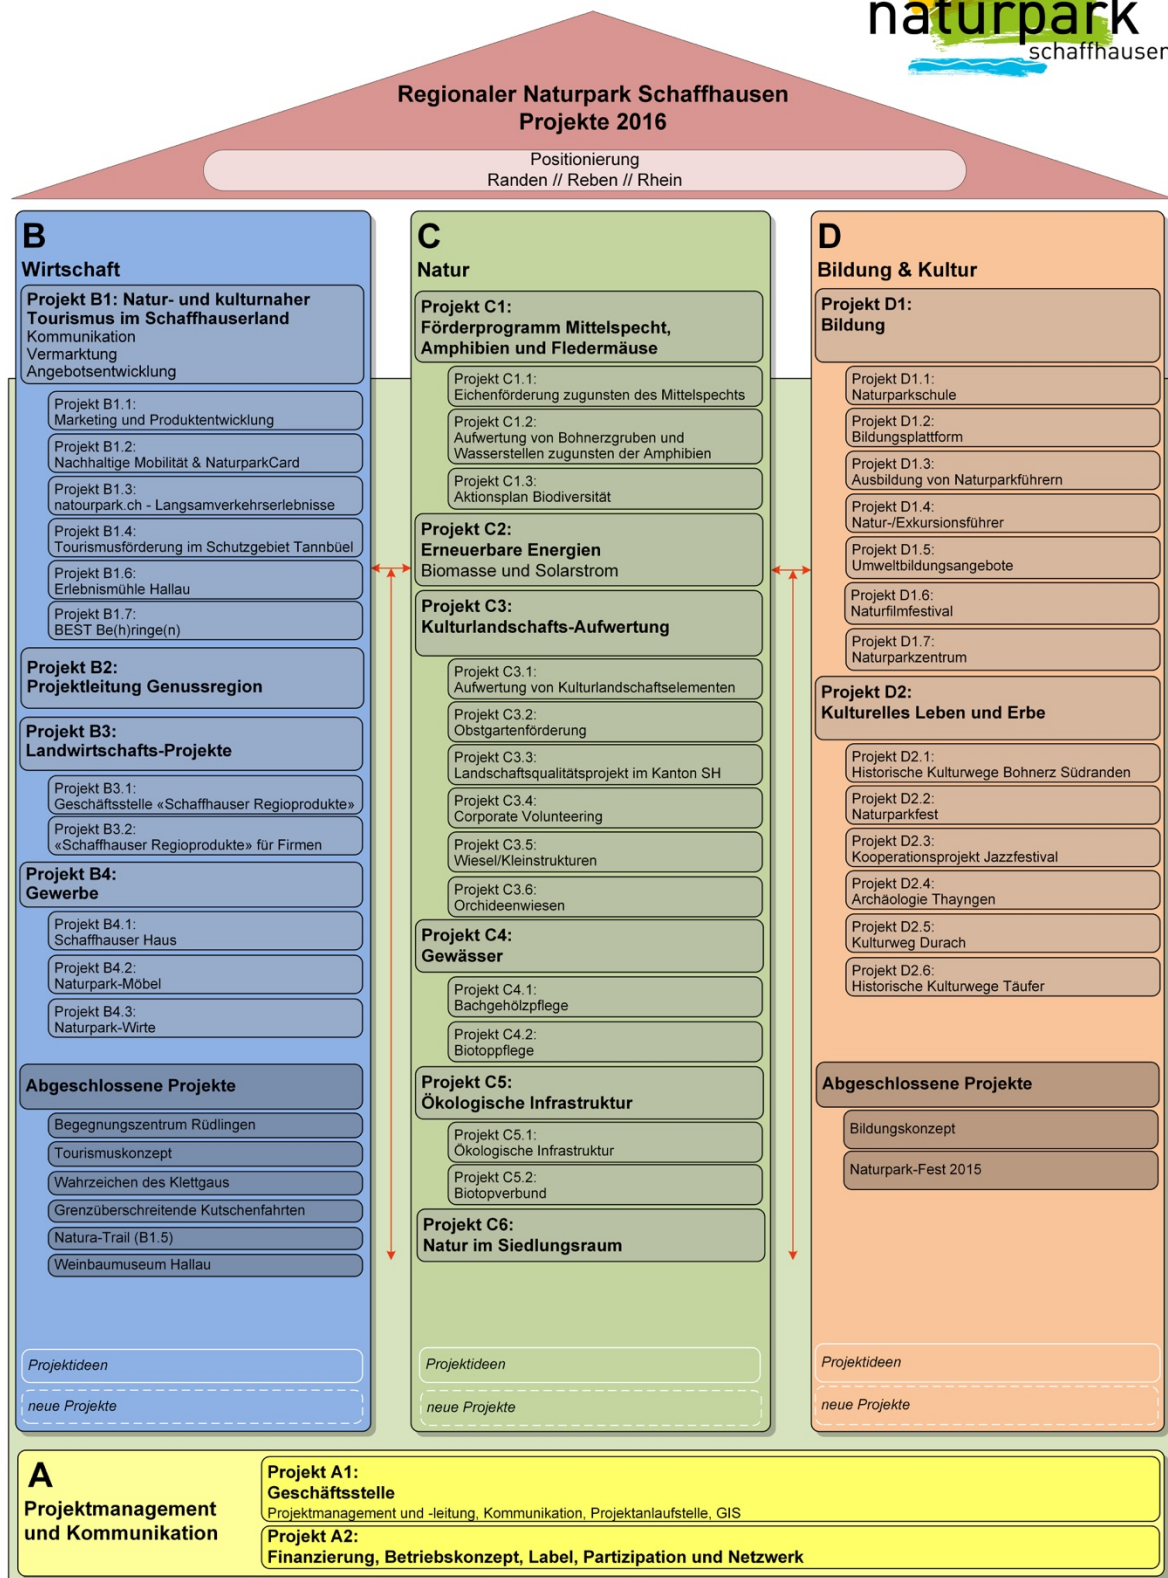 naturpark
schaffhausen
Regionaler Naturpark Schaffhausen
Projekte 2016
Positionierung
Randen // Reben // Rhein
B
Wirtschaft
Projekt B1: Natur- und kulturnaher
Tourismus im Schaffhauserland
Kommunikation
Vermarktung
Angebotsentwicklung
Projekt B1.1:
Marketing und Produktentwicklung
Projekt B1.2:
Nachhaltige Mobilität & NaturparkCard
Projekt B1.3:
natourpark.ch - Langsamverkehrserlebnisse
Projekt B1.4:
Tourismusförderung im Schutzgebiet Tannbüel
Projekt B1.6:
Erlebnismühle Hallau
Projekt B1.7:
BEST Be(h)ringe(n)
Projekt B2:
Projektleitung Genussregion
Projekt B3:
Landwirtschafts-Projekte
Projekt B3.1:
Geschäftsstelle «Schaffhauser Regioprodukte»
Projekt B3.2:
«Schaffhauser Regioprodukte» für Firmen
Projekt B4:
Gewerbe
Projekt B4.1:
Schaffhauser Haus
Projekt B4.2:
Naturpark-Möbel
Projekt B4.3:
Naturpark-Wirte
Abgeschlossene Projekte
Begegnungszentrum Rüdlingen
Tourismuskonzept
Wahrzeichen des Klettgaus
Grenzüberschreitende Kutschenfahrten
Natura-Trail (B1.5)
Weinbaumuseum Hallau
Projektideen
neue Projekte
C
Natur
Projekt C1:
Förderprogramm Mittelspecht,
Amphibien und Fledermäuse
Projekt C1.1:
Eichenförderung zugunsten des Mittelspechts
Projekt C1.2:
Aufwertung von Bohnerzgruben und
Wasserstellen zugunsten der Amphibien
Projekt C1.3:
Aktionsplan Biodiversität
Projekt C2:
Erneuerbare Energien
Biomasse und Solarstrom
Projekt C3:
Kulturlandschafts-Aufwertung
Projekt C3.1:
Aufwertung von Kulturlandschaftselementen
Projekt C3.2:
Obstgartenförderung
Projekt C3.3:
Landschaftsqualitätsprojekt im Kanton SH
Projekt C3.4:
Corporate Volunteering
Projekt C3.5:
Wiesel/Kleinstrukturen
Projekt C3.6:
Orchideenwiesen
Projekt C4:
Gewässer
Projekt C4.1:
Bachgehölzpflege
Projekt C4.2:
Biotoppflege
Projekt C5:
Ökologische Infrastruktur
Projekt C5.1:
Ökologische Infrastruktur
Projekt C5.2:
Biotopverbund
Projekt C6:
Natur im Siedlungsraum
Projektideen
neue Projekte
D
Bildung & Kultur
Projekt D1:
Bildung
Projekt D1.1:
Naturparkschule
Projekt D1.2:
Bildungsplattform
Projekt D1.3:
Ausbildung von Naturparkführern
Projekt D1.4:
Natur-/Exkursionsführer
Projekt D1.5:
Umweltbildungsangebote
Projekt D1.6:
Naturfilmfestival
Projekt D1.7:
Naturparkzentrum
Projekt D2:
Kulturelles Leben und Erbe
Projekt D2.1:
Historische Kulturwege Bohnerz Südranden
Projekt D2.2:
Naturparkfest
Projekt D2.3:
Kooperationsprojekt Jazzfestival
Projekt D2.4:
Archäologie Thayngen
Projekt D2.5:
Kulturweg Durach
Projekt D2.6:
Historische Kulturwege Täufer
Abgeschlossene Projekte
Bildungskonzept
Naturpark-Fest 2015
Projektideen
neue Projekte
A
Projektmanagement
und Kommunikation
Projekt A1:
Geschäftsstelle
Projektmanagement und -leitung, Kommunikation, Projektanlaufstelle, GIS
Projekt A2:
Finanzierung, Betriebskonzept, Label, Partizipation und Netzwerk